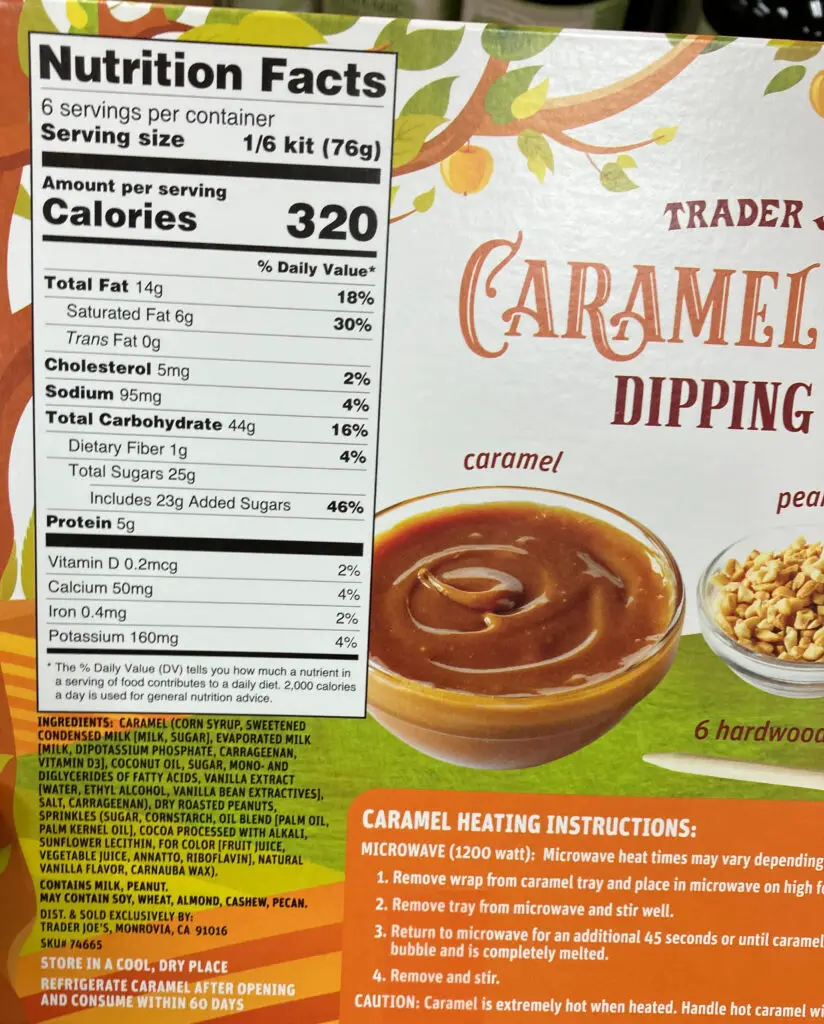 Nutrition Facts
6 servings per container
Serving size 1/6 kit (76g)
Amount per serving
Calories 320
% Daily Value*
Total Fat 14g 18%
Saturated Fat 6g 30%
Trans Fat 0g
Cholesterol 5mg 2%
Sodium 95mg 4%
Total Carbohydrate 44g 16%
Dietary Fiber 1g 4%
Total Sugars 25g
Includes 23g Added Sugars 46%
Protein 5g
Vitamin D 0.2mcg 2%
Calcium 50mg 4%
Iron 0.4mg 2%
Potassium 160mg 4%
* The % Daily Value (DV) tells you how much a nutrient in
a serving of food contributes to a daily diet. 2,000 calories
a day is used for general nutrition advice.
INGREDIENTS: CARAMEL (CORN SYRUP, SWEETENED
CONDENSED MILK [MILK, SUGAR], EVAPORATED MILK
[MILK, DIPOTASSIUM PHOSPHATE, CARRAGEENAN,
VITAMIN D3], COCONUT OIL, SUGAR, MONO- AND
DIGLYCERIDES OF FATTY ACIDS, VANILLA EXTRACT
[WATER, ETHYL ALCOHOL, VANILLA BEAN EXTRACTIVES],
SALT, CARRAGEENAN), DRY ROASTED PEANUTS,
SPRINKLES (SUGAR, CORNSTARCH, OIL BLEND [PALM OIL,
PALM KERNEL OIL], COCOA PROCESSED WITH ALKALI,
SUNFLOWER LECITHIN, FOR COLOR [FRUIT JUICE,
VEGETABLE JUICE, ANNATTO, RIBOFLAVIN], NATURAL
VANILLA FLAVOR, CARNAUBA WAX).
CONTAINS MILK, PEANUT.
MAY CONTAIN SOY, WHEAT, ALMOND, CASHEW, PECAN.
DIST. & SOLD EXCLUSIVELY BY:
TRADER JOE'S, MONROVIA, CA 91016
SKU# 74665
STORE IN A COOL, DRY PLACE
REFRIGERATE CARAMEL AFTER OPENING
AND CONSUME WITHIN 60 DAYS
TRADER
CARAMEL
DIPPING
caramel
pea
6 hardwood
CARAMEL HEATING INSTRUCTIONS:
MICROWAVE (1200 watt): Microwave heat times may vary depending
1. Remove wrap from caramel tray and place in microwave on high
2. Remove tray from microwave and stir well.
3. Return to microwave for an additional 45 seconds or until caramel
bubble and is completely melted.
4. Remove and stir.
CAUTION: Caramel is extremely hot when heated. Handle hot caramel